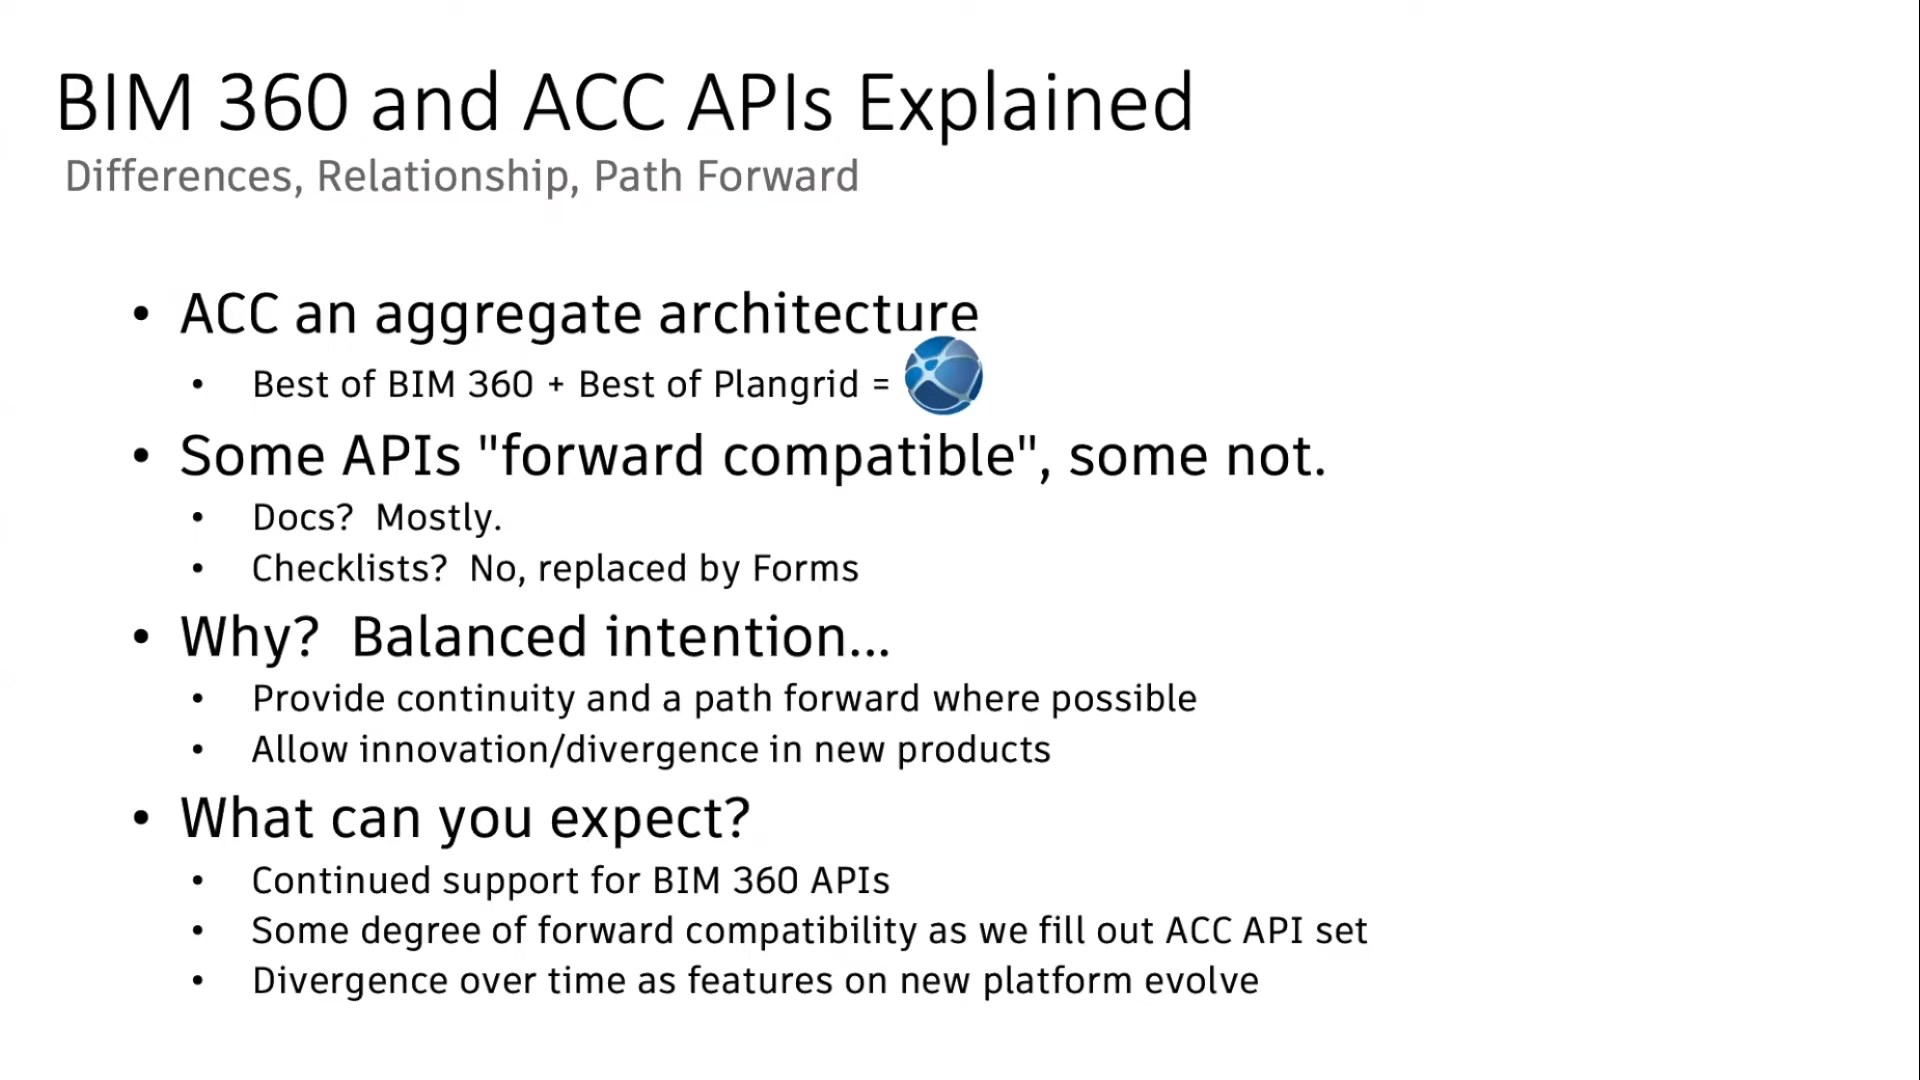 BIM 360 and ACC APIs Explained
Differences, Relationship, Path Forward
• ACC an aggregate architecture
• Best of BIM 360 + Best of Plangrid =
• Some APIs "forward compatible", some not.
• Docs?  Mostly.
• Checklists?  No, replaced by Forms
• Why?  Balanced intention...
• Provide continuity and a path forward where possible
• Allow innovation/divergence in new products
• What can you expect?
• Continued support for BIM 360 APIs
• Some degree of forward compatibility as we fill out ACC API set
• Divergence over time as features on new platform evolve